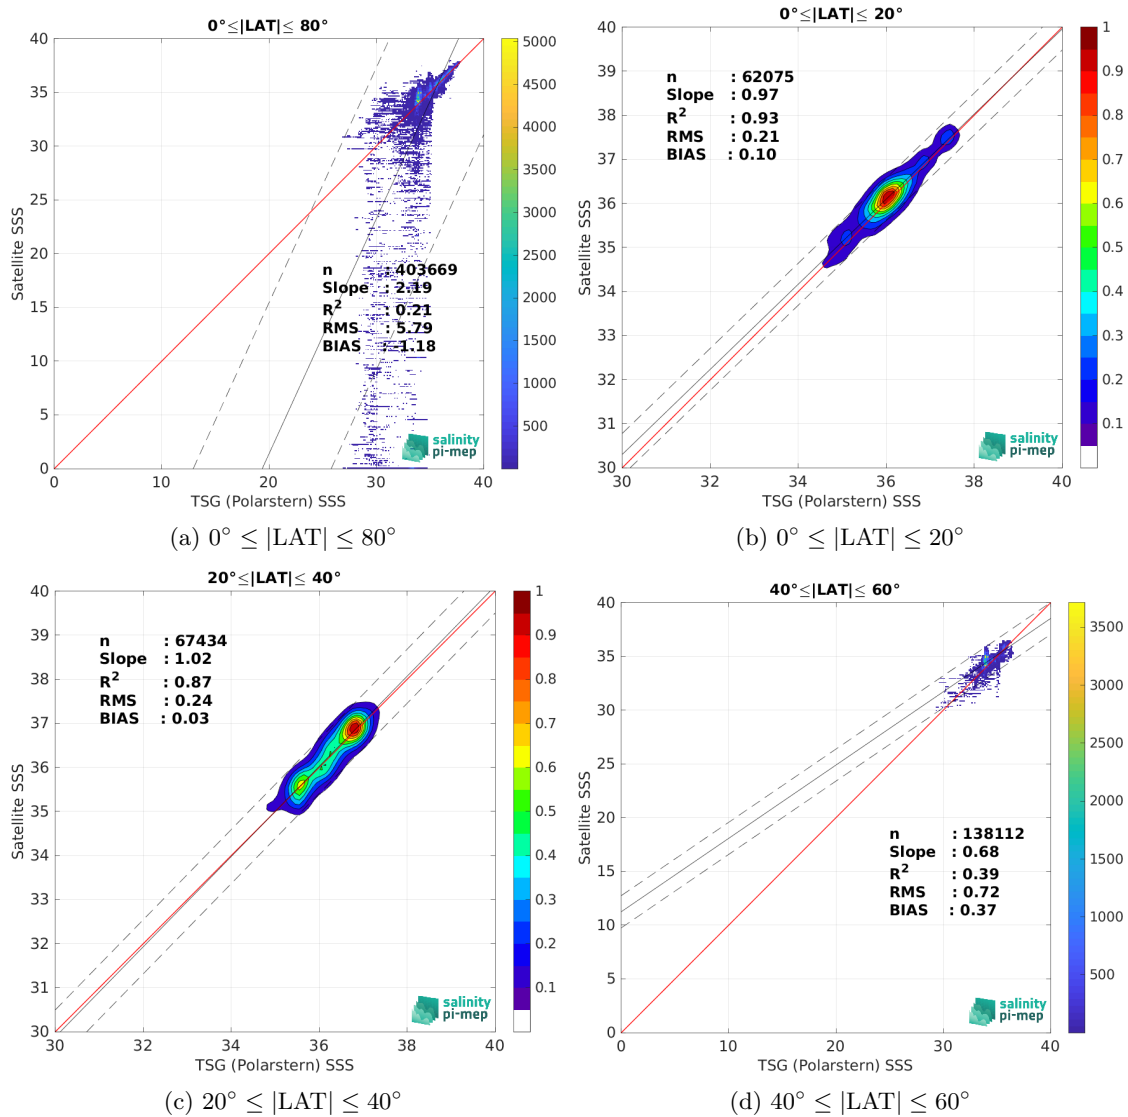 0°≤|LAT|≤ 80°
40
35
30
25
20
15
10
5
0
0
10
20
30
40
Satellite SSS
TSG (Polarstern) SSS
n : 403669
Slope : 2.19
R² : 0.21
RMS : 5.79
BIAS : -1.18
salinity
pi-mep
5000
4500
4000
3500
3000
2500
2000
1500
1000
500
(a) 0° ≤ |LAT| ≤ 80°
0°≤|LAT|≤ 20°
40
39
38
37
36
35
34
33
32
31
30
30
32
34
36
38
40
Satellite SSS
TSG (Polarstern) SSS
n : 62075
Slope : 0.97
R² : 0.93
RMS : 0.21
BIAS : 0.10
salinity
pi-mep
1
0.9
0.8
0.7
0.6
0.5
0.4
0.3
0.2
0.1
(b) 0° ≤ |LAT| ≤ 20°
20°≤|LAT|≤ 40°
40
39
38
37
36
35
34
33
32
31
30
30
32
34
36
38
40
Satellite SSS
TSG (Polarstern) SSS
n : 67434
Slope : 1.02
R² : 0.87
RMS : 0.24
BIAS : 0.03
salinity
pi-mep
1
0.9
0.8
0.7
0.6
0.5
0.4
0.3
0.2
0.1
(c) 20° ≤ |LAT| ≤ 40°
40°≤|LAT|≤ 60°
40
35
30
25
20
15
10
5
0
0
10
20
30
40
Satellite SSS
TSG (Polarstern) SSS
n : 138112
Slope : 0.68
R² : 0.39
RMS : 0.72
BIAS : 0.37
salinity
pi-mep
3500
3000
2500
2000
1500
1000
500
(d) 40° ≤ |LAT| ≤ 60°